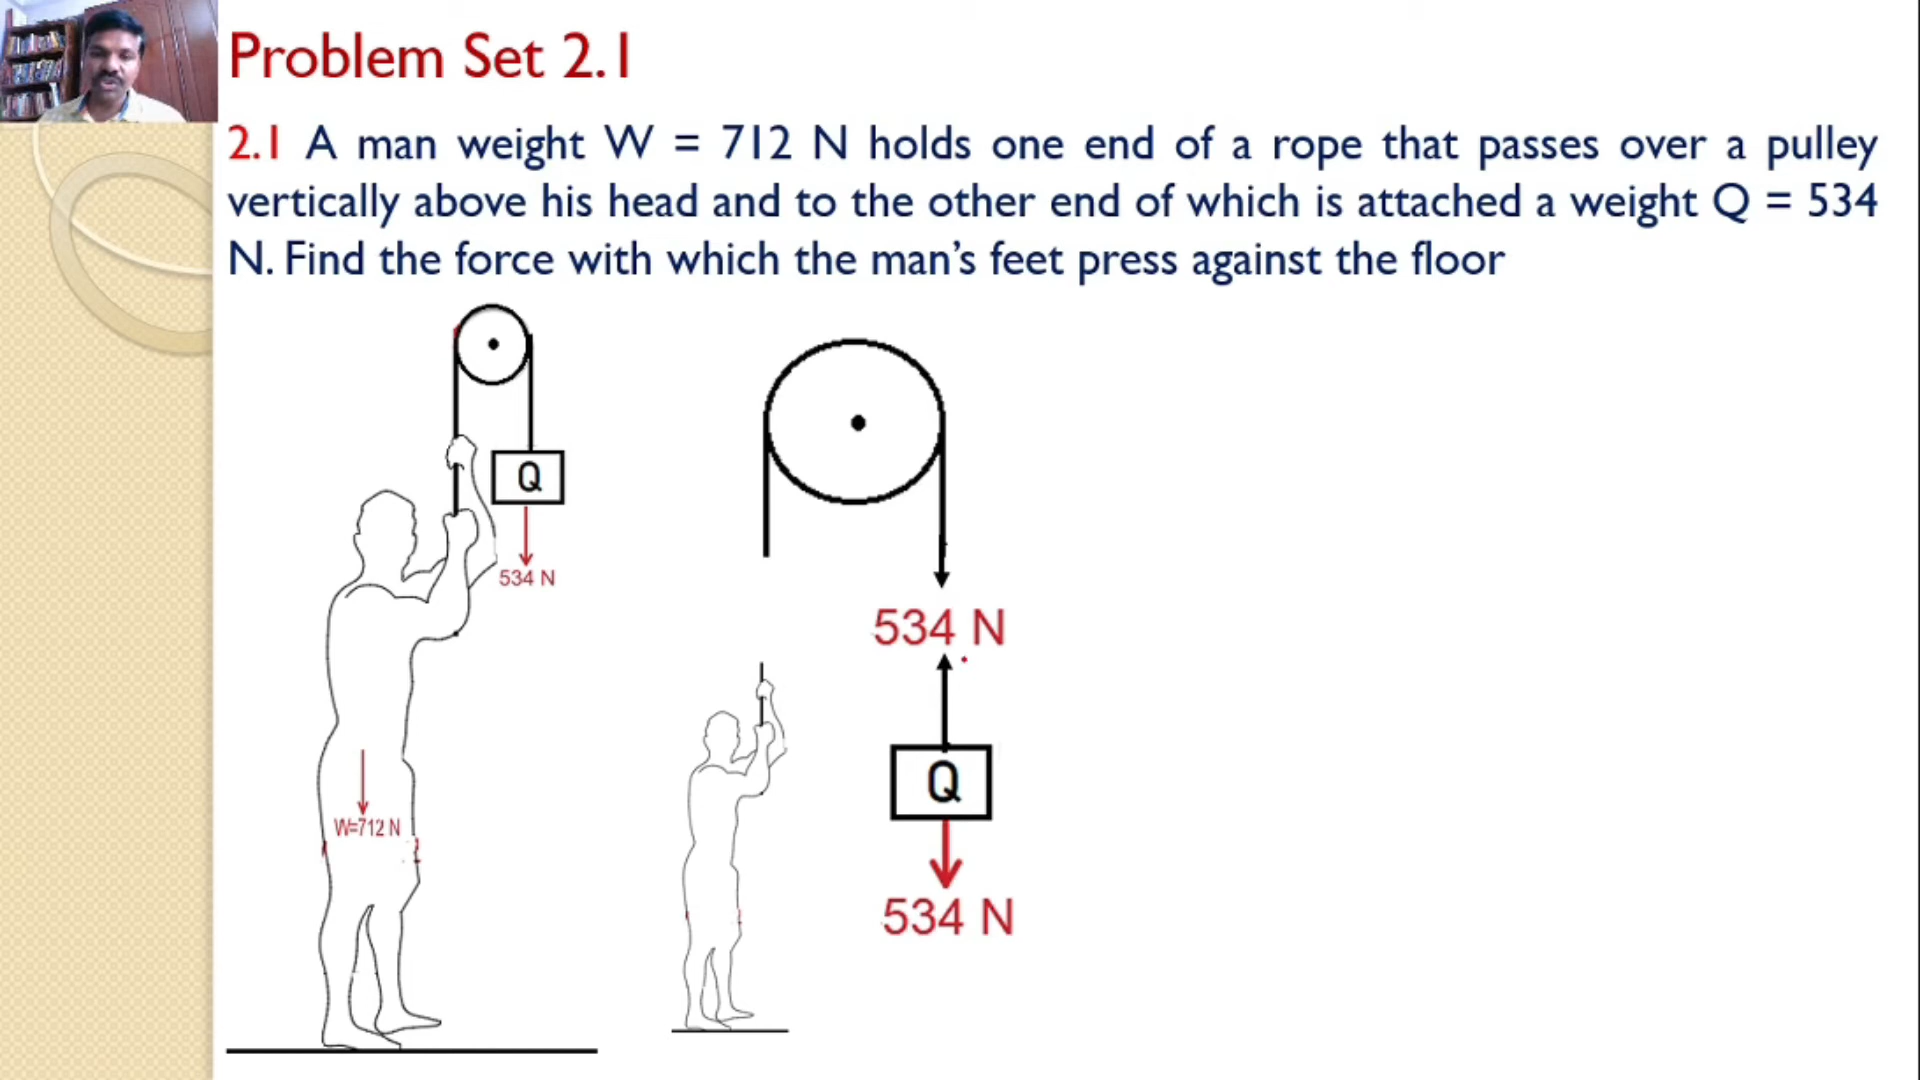 Problem Set 2.1
2.1 A man weight W = 712 N holds one end of a rope that passes over a pulley
vertically above his head and to the other end of which is attached a weight Q = 534
N. Find the force with which the man's feet press against the floor
Q
534 N
W=712 N
534 N
Q
534 N